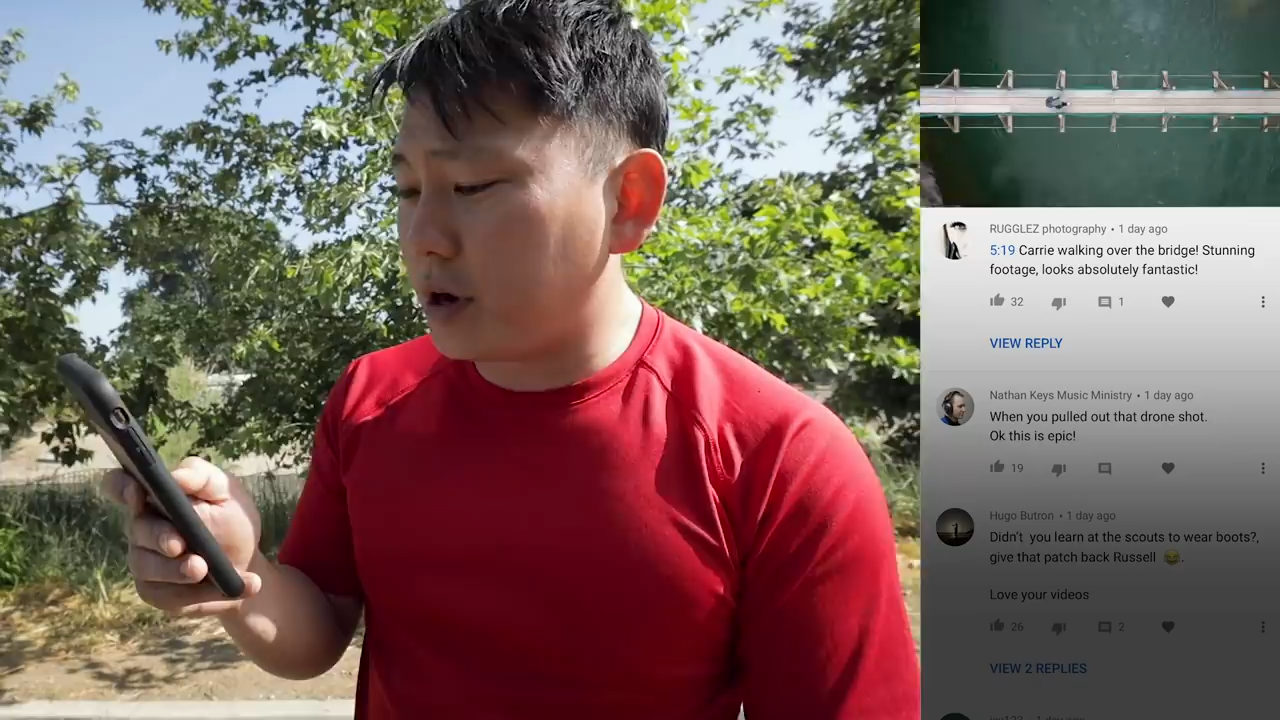 RUGGLEZ photography • 1 day ago
5:19 Carrie walking over the bridge! Stunning
footage, looks absolutely fantastic!
32
1
VIEW REPLY
Nathan Keys Music Ministry • 1 day ago
When you pulled out that drone shot.
Ok this is epic!
19
Hugo Butron • 1 day ago
Didn't you learn at the scouts to wear boots?,
give that patch back Russell 😂.
Love your videos
26
2
VIEW 2 REPLIES